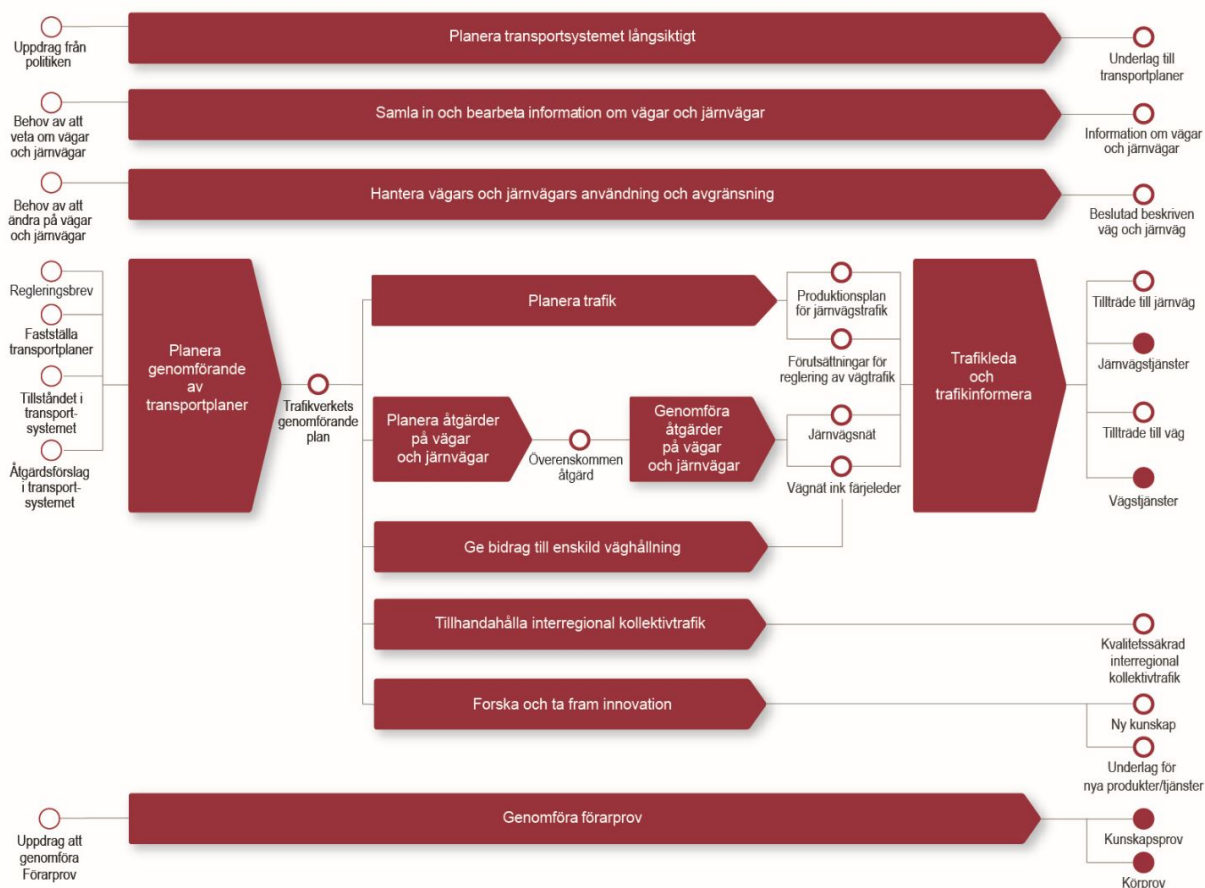 Planera transportsystemet långsiktigt
Uppdrag från
politiken
Underlag till
transportplaner
Samla in och bearbeta information om vägar och järnvägar
Behov av att
veta om vägar
och järnvägar
Information om vägar
och järnvägar
Hantera vägars och järnvägars användning och avgränsning
Behov av att
ändra på vägar
och järnvägar
Beslutad beskriven
väg och järnväg
Regleringsbrev
Fastställa
transportplaner
Tillståndet i
transport-
systemet
Åtgärdsförslag
i transport-
systemet
Planera
genomförande
av
transportplaner
Trafikverkets
genomförande
plan
Planera trafik
Produktionsplan
för järnvägstrafik
Förutsättningar för
reglering av vägtrafik
Planera åtgärder
på vägar
och järnvägar
Överenskommen
åtgärd
Genomföra
åtgärder
på vägar
och järnvägar
Järnvägsnät
Vägnät ink färjeleder
Trafikleda
och
trafikinformera
Tillträde till järnväg
Järnvägstjänster
Tillträde till väg
Vägstjänster
Ge bidrag till enskild väghållning
Tillhandahålla interregional kollektivtrafik
Kvalitetssäkrad
interregional
kollektivtrafik
Forska och ta fram innovation
Ny kunskap
Underlag för
nya produkter/tjänster
Genomföra förarprov
Uppdrag att
genomföra
Förarprov
Kunskapsprov
Körprov